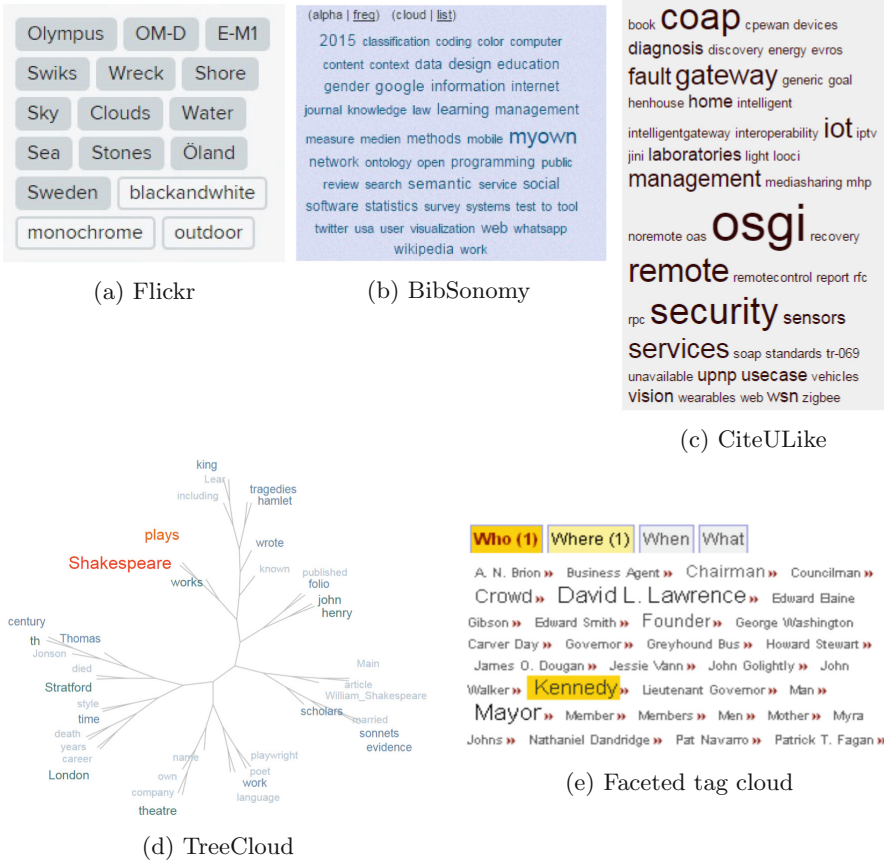 Olympus OM-D E-M1
Swiks Wreck Shore
Sky Clouds Water
Sea Stones Öland
Sweden blackandwhite
monochrome outdoor
(a) Flickr
(alpha | freq) (cloud | list)
2015 classification coding color computer
content context data design education
gender google information internet
journal knowledge law learning management
measure medien methods mobile myown
network ontology open programming public
review search semantic service social
software statistics survey systems test to tool
twitter usa user visualization web whatsapp
wikipedia work
(b) BibSonomy
book coap cpewan devices
diagnosis discovery energy evros
fault gateway generic goal
henhouse home intelligent
intelligentgateway interoperability iot iptv
jini laboratories light looci
management mediasharing mhp
noremote oas osgi recovery
remote remotecontrol report rfc
rpc security sensors
services soap standards tr-069
unavailable upnp usecase vehicles
vision wearables web wsn zigbee
(c) CiteULike
king
Lear
including
tragedies
hamlet
plays
wrote
Shakespeare
known
published
works
folio
john
henry
century
th
Thomas
Jonson
died
Stratford
style
time
death
years
career
London
Main
article
William_Shakespeare
scholars
married
sonnets
evidence
name
own
company
theatre
playwright
poet
work
language
(d) TreeCloud
Who (1) Where (1) When What
A. N. Brion » Business Agent » Chairman » Councilman »
Crowd » David L. Lawrence » Edward Elaine
Gibson » Edward Smith » Founder » George Washington
Carver Day » Governor » Greyhound Bus » Howard Stewart »
James O. Dougan » Jessie Vann » John Golightly » John
Walker » Kennedy » Lieutenant Governor » Man »
Mayor » Member » Members » Men » Mother » Myra
Johns » Nathaniel Dandridge » Pat Navarro » Patrick T. Fagan »
(e) Faceted tag cloud